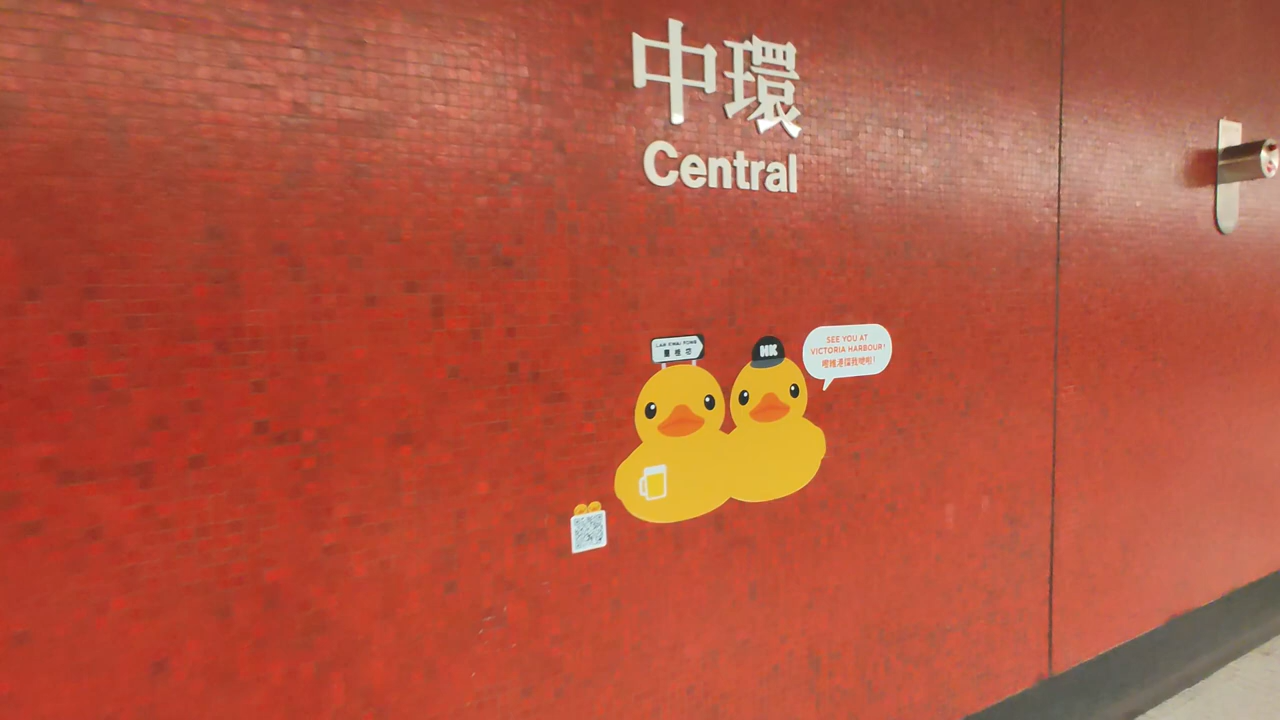 中環
Central
LAN KWAI FONG
蘭桂坊
HK
SEE YOU AT
VICTORIA HARBOUR!